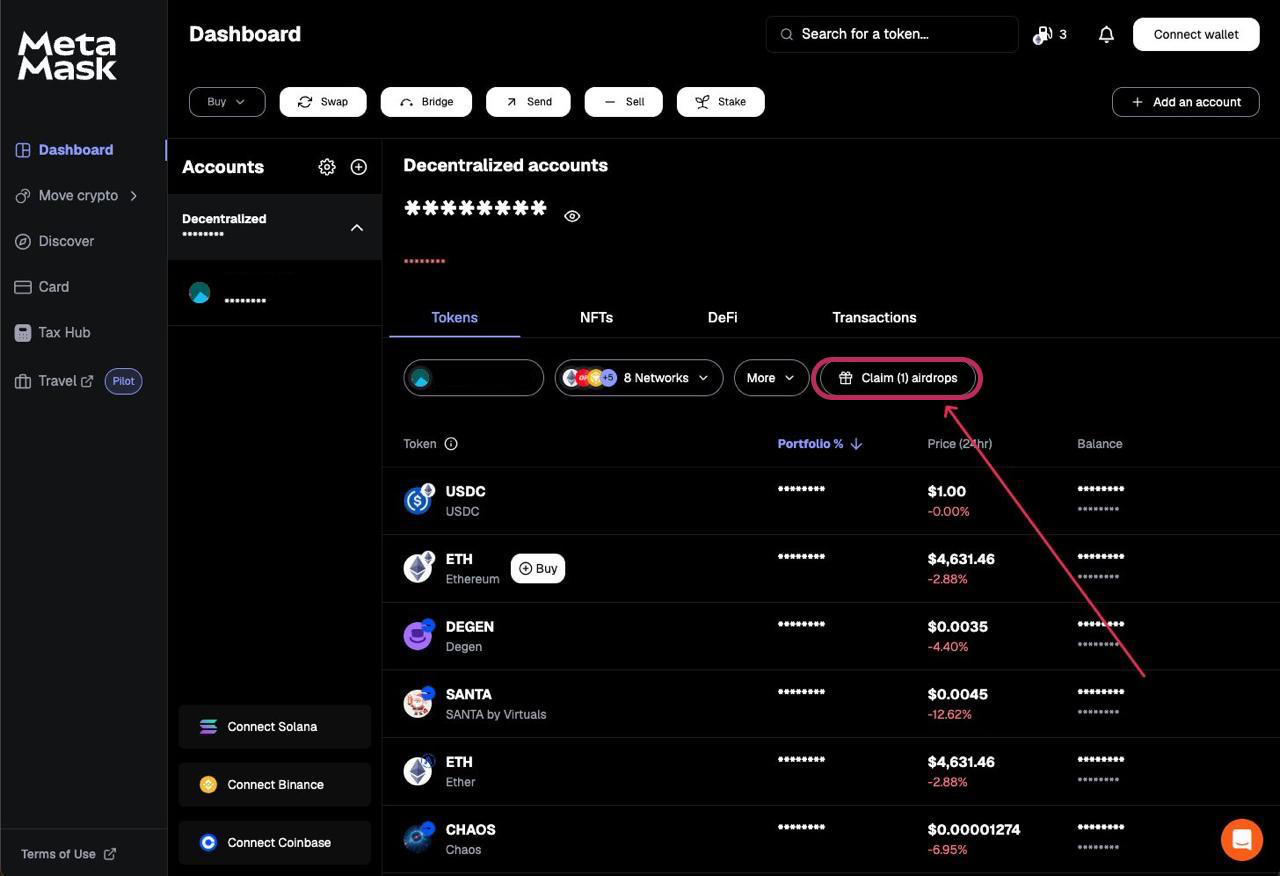 Meta
Mask
Dashboard
Search for a token...
3
Connect wallet
Buy
Swap
Bridge
Send
Sell
Stake
Add an account
Dashboard
Move crypto
Discover
Card
Tax Hub
Travel
Pilot
Terms of Use
Accounts
Decentralized
********
********
Connect Solana
Connect Binance
Connect Coinbase
Decentralized accounts
********
********
Tokens NFTs DeFi Transactions
OP +5 8 Networks
More
Claim (1) airdrops
Token Portfolio % Price (24hr) Balance
USDC ******** $1.00 ********
USDC -0.00% ********
ETH ******** $4,631.46 ********
Ethereum -2.88% ********
Buy
DEGEN ******** $0.0035 ********
Degen -4.40% ********
SANTA ******** $0.0045 ********
SANTA by Virtuals -12.62% ********
ETH ******** $4,631.46 ********
Ether -2.88% ********
CHAOS ******** $0.00001274 ********
Chaos -6.95% ********